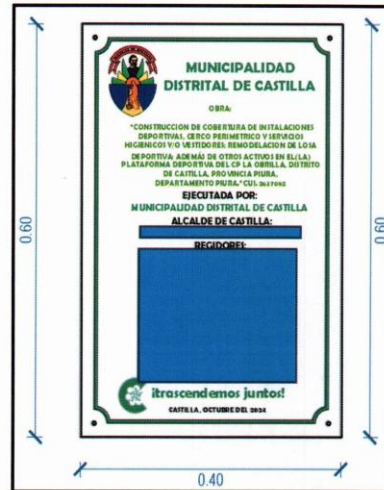 MUNICIPALIDAD
DISTRITAL DE CASTILLA
OBRA:
"CONSTRUCCION DE COBERTURA DE INSTALACIONES
DEPORTIVAS, CERCO PERIMETRICO Y SERVICIOS
HIGIENICOS Y/O VESTIDORES; REMODELACION DE LOSA
DEPORTIVA; ADEMÁS DE OTROS ACTIVOS EN EL(LA)
PLATAFORMA DEPORTIVA DEL CP LA OBRILLA, DISTRITO
DE CASTILLA, PROVINCIA PIURA,
DEPARTAMENTO PIURA." CUI:
EJECUTADA POR:
MUNICIPALIDAD DISTRITAL DE CASTILLA
ALCALDE DE CASTILLA:
REGIDORES:
¡trascendemos juntos!
CASTILLA, OCTUBRE DEL 2024
0.60
0.60
0.40